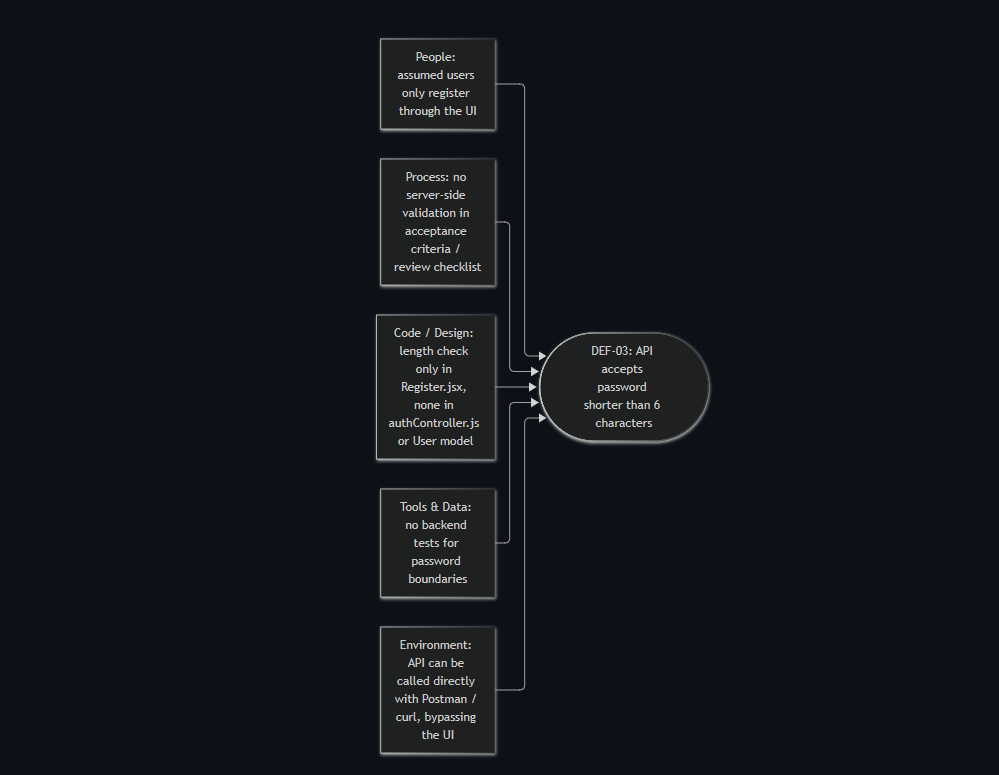 People:
assumed users
only register
through the UI
Process: no
server-side
validation in
acceptance
criteria /
review checklist
Code / Design:
length check
only in
Register.jsx,
none in
authController.js
or User model
DEF-03: API
accepts
password
shorter than 6
characters
Tools & Data:
no backend
tests for
password
boundaries
Environment:
API can be
called directly
with Postman /
curl, bypassing
the UI